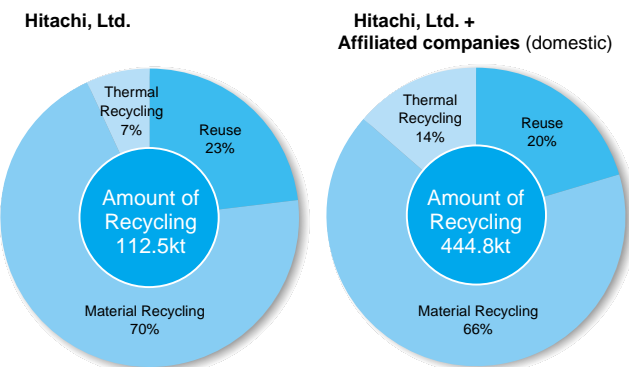 Hitachi, Ltd.
Thermal
Recycling
7%
Reuse
23%
Amount of
Recycling
112.5kt
Material Recycling
70%
Hitachi, Ltd. +
Affiliated companies (domestic)
Thermal
Recycling
14%
Reuse
20%
Amount of
Recycling
444.8kt
Material Recycling
66%